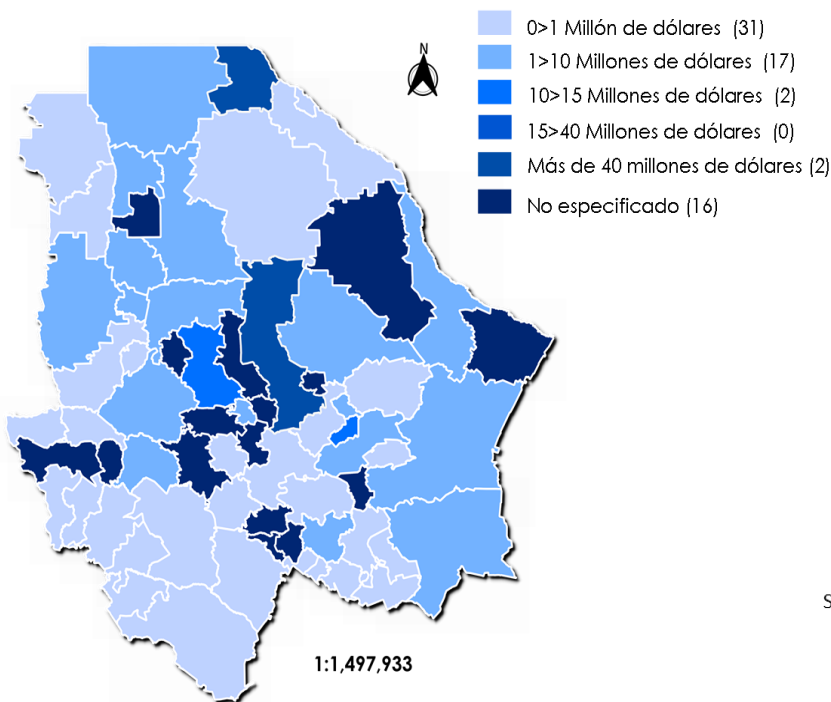 N
0>1 Millón de dólares (31)
1>10 Millones de dólares (17)
10>15 Millones de dólares (2)
15>40 Millones de dólares (0)
Más de 40 millones de dólares (2)
No especificado (16)
S
1:1,497,933